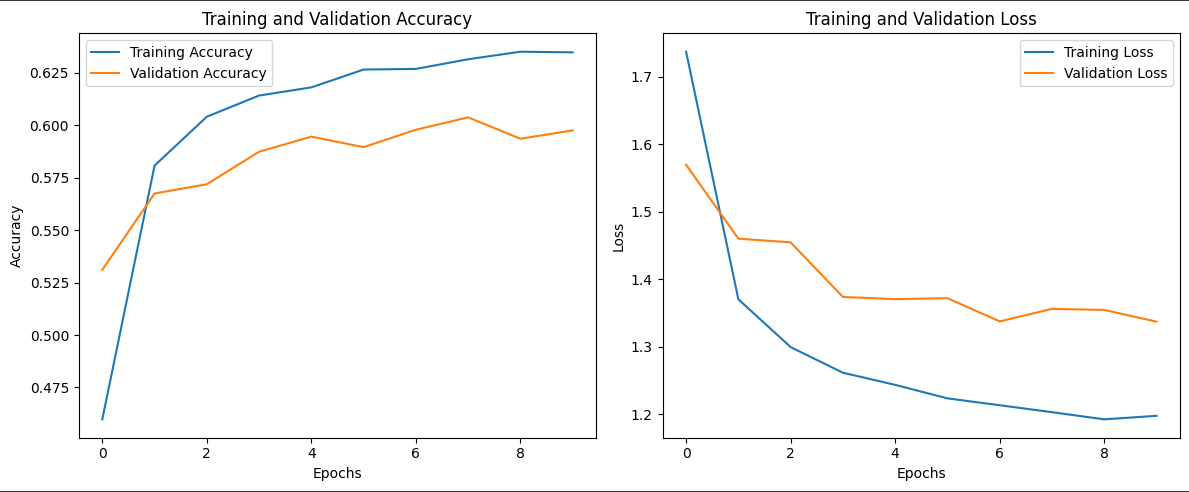 Training and Validation Accuracy
Training Accuracy
Validation Accuracy
0.625
0.600
0.575
0.550
0.525
0.500
0.475
Accuracy
0 2 4 6 8
Epochs
Training and Validation Loss
Training Loss
Validation Loss
1.7
1.6
1.5
1.4
1.3
1.2
Loss
0 2 4 6 8
Epochs